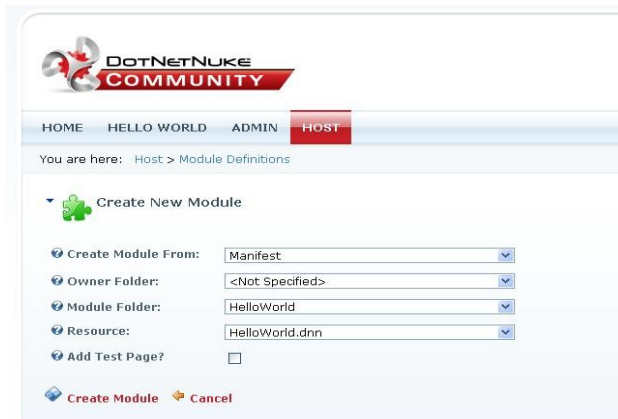 DOTNETNUKE
COMMUNITY
HOME HELLO WORLD ADMIN HOST
You are here: Host > Module Definitions
Create New Module
Create Module From: Manifest
Owner Folder: <Not Specified>
Module Folder: HelloWorld
Resource: HelloWorld.dnn
Add Test Page?
Create Module Cancel